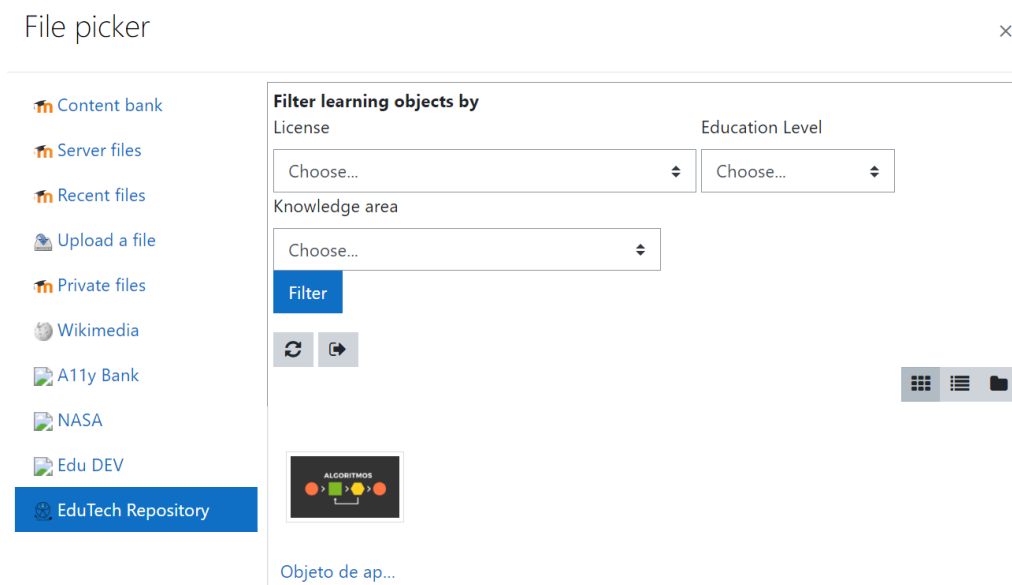 File picker
Content bank
Server files
Recent files
Upload a file
Private files
Wikimedia
A11y Bank
NASA
Edu DEV
EduTech Repository
Filter learning objects by
License
Education Level
Choose...
Choose...
Knowledge area
Choose...
Filter
ALGORITMOS
Objeto de ap...